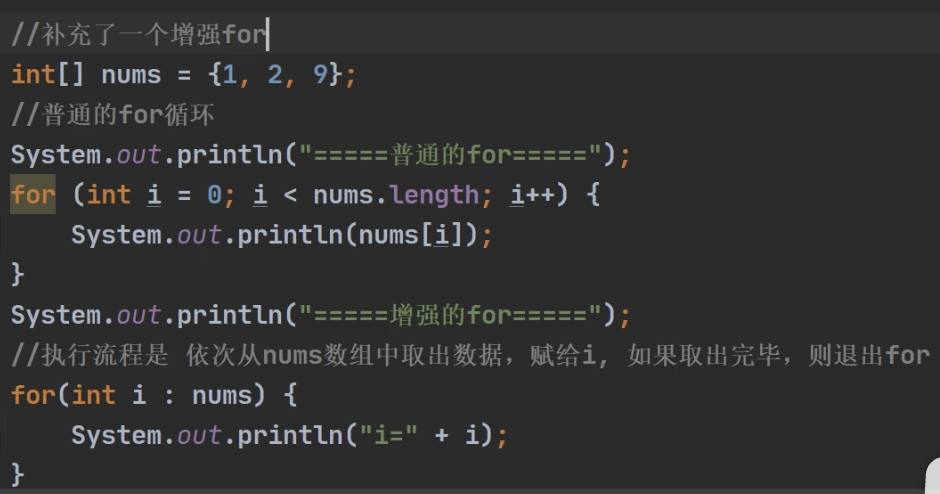 //补充了一个增强for
int[] nums = {1, 2, 9};
//普通的for循环
System.out.println("=====普通的for=====");
for (int i = 0; i < nums.length; i++) {
    System.out.println(nums[i]);
}
System.out.println("=====增强的for=====");
//执行流程是 依次从nums数组中取出数据，赋给i, 如果取出完毕，则退出for
for(int i : nums) {
    System.out.println("i=" + i);
}